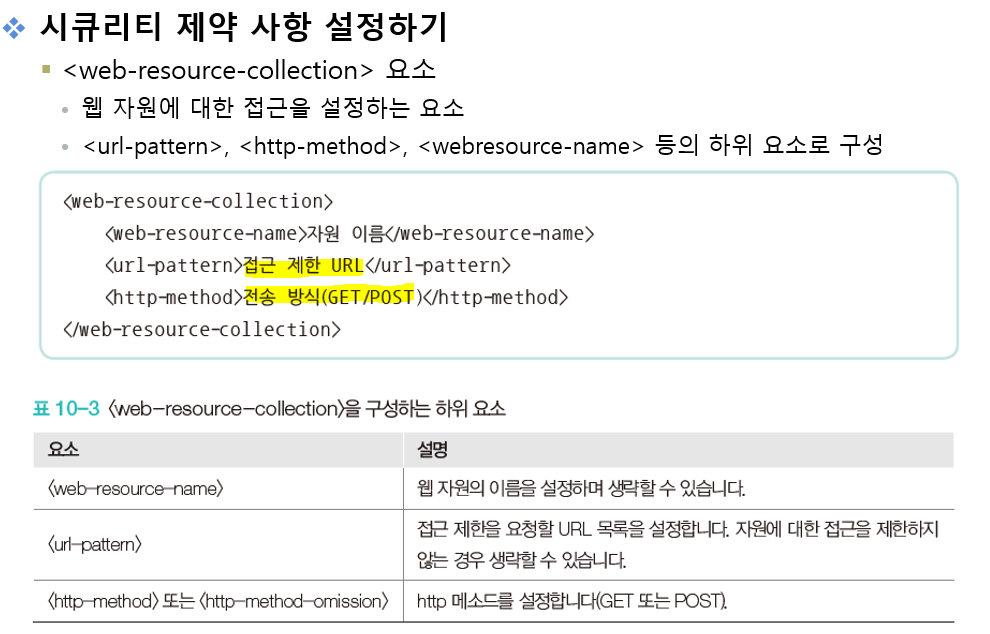 시큐리티 제약 사항 설정하기
<web-resource-collection> 요소
웹 자원에 대한 접근을 설정하는 요소
<url-pattern>, <http-method>, <webresource-name> 등의 하위 요소로 구성
<web-resource-collection>
<web-resource-name>자원 이름</web-resource-name>
<url-pattern>접근 제한 URL</url-pattern>
<http-method>전송 방식(GET/POST)</http-method>
</web-resource-collection>
표 10-3 <web-resource-collection>을 구성하는 하위 요소
요소 설명
<web-resource-name> 웹 자원의 이름을 설정하며 생략할 수 있습니다.
<url-pattern> 접근 제한을 요청할 URL 목록을 설정합니다. 자원에 대한 접근을 제한하지
않는 경우 생략할 수 있습니다.
<http-method> 또는 <http-method-omission> http 메소드를 설정합니다(GET 또는 POST).